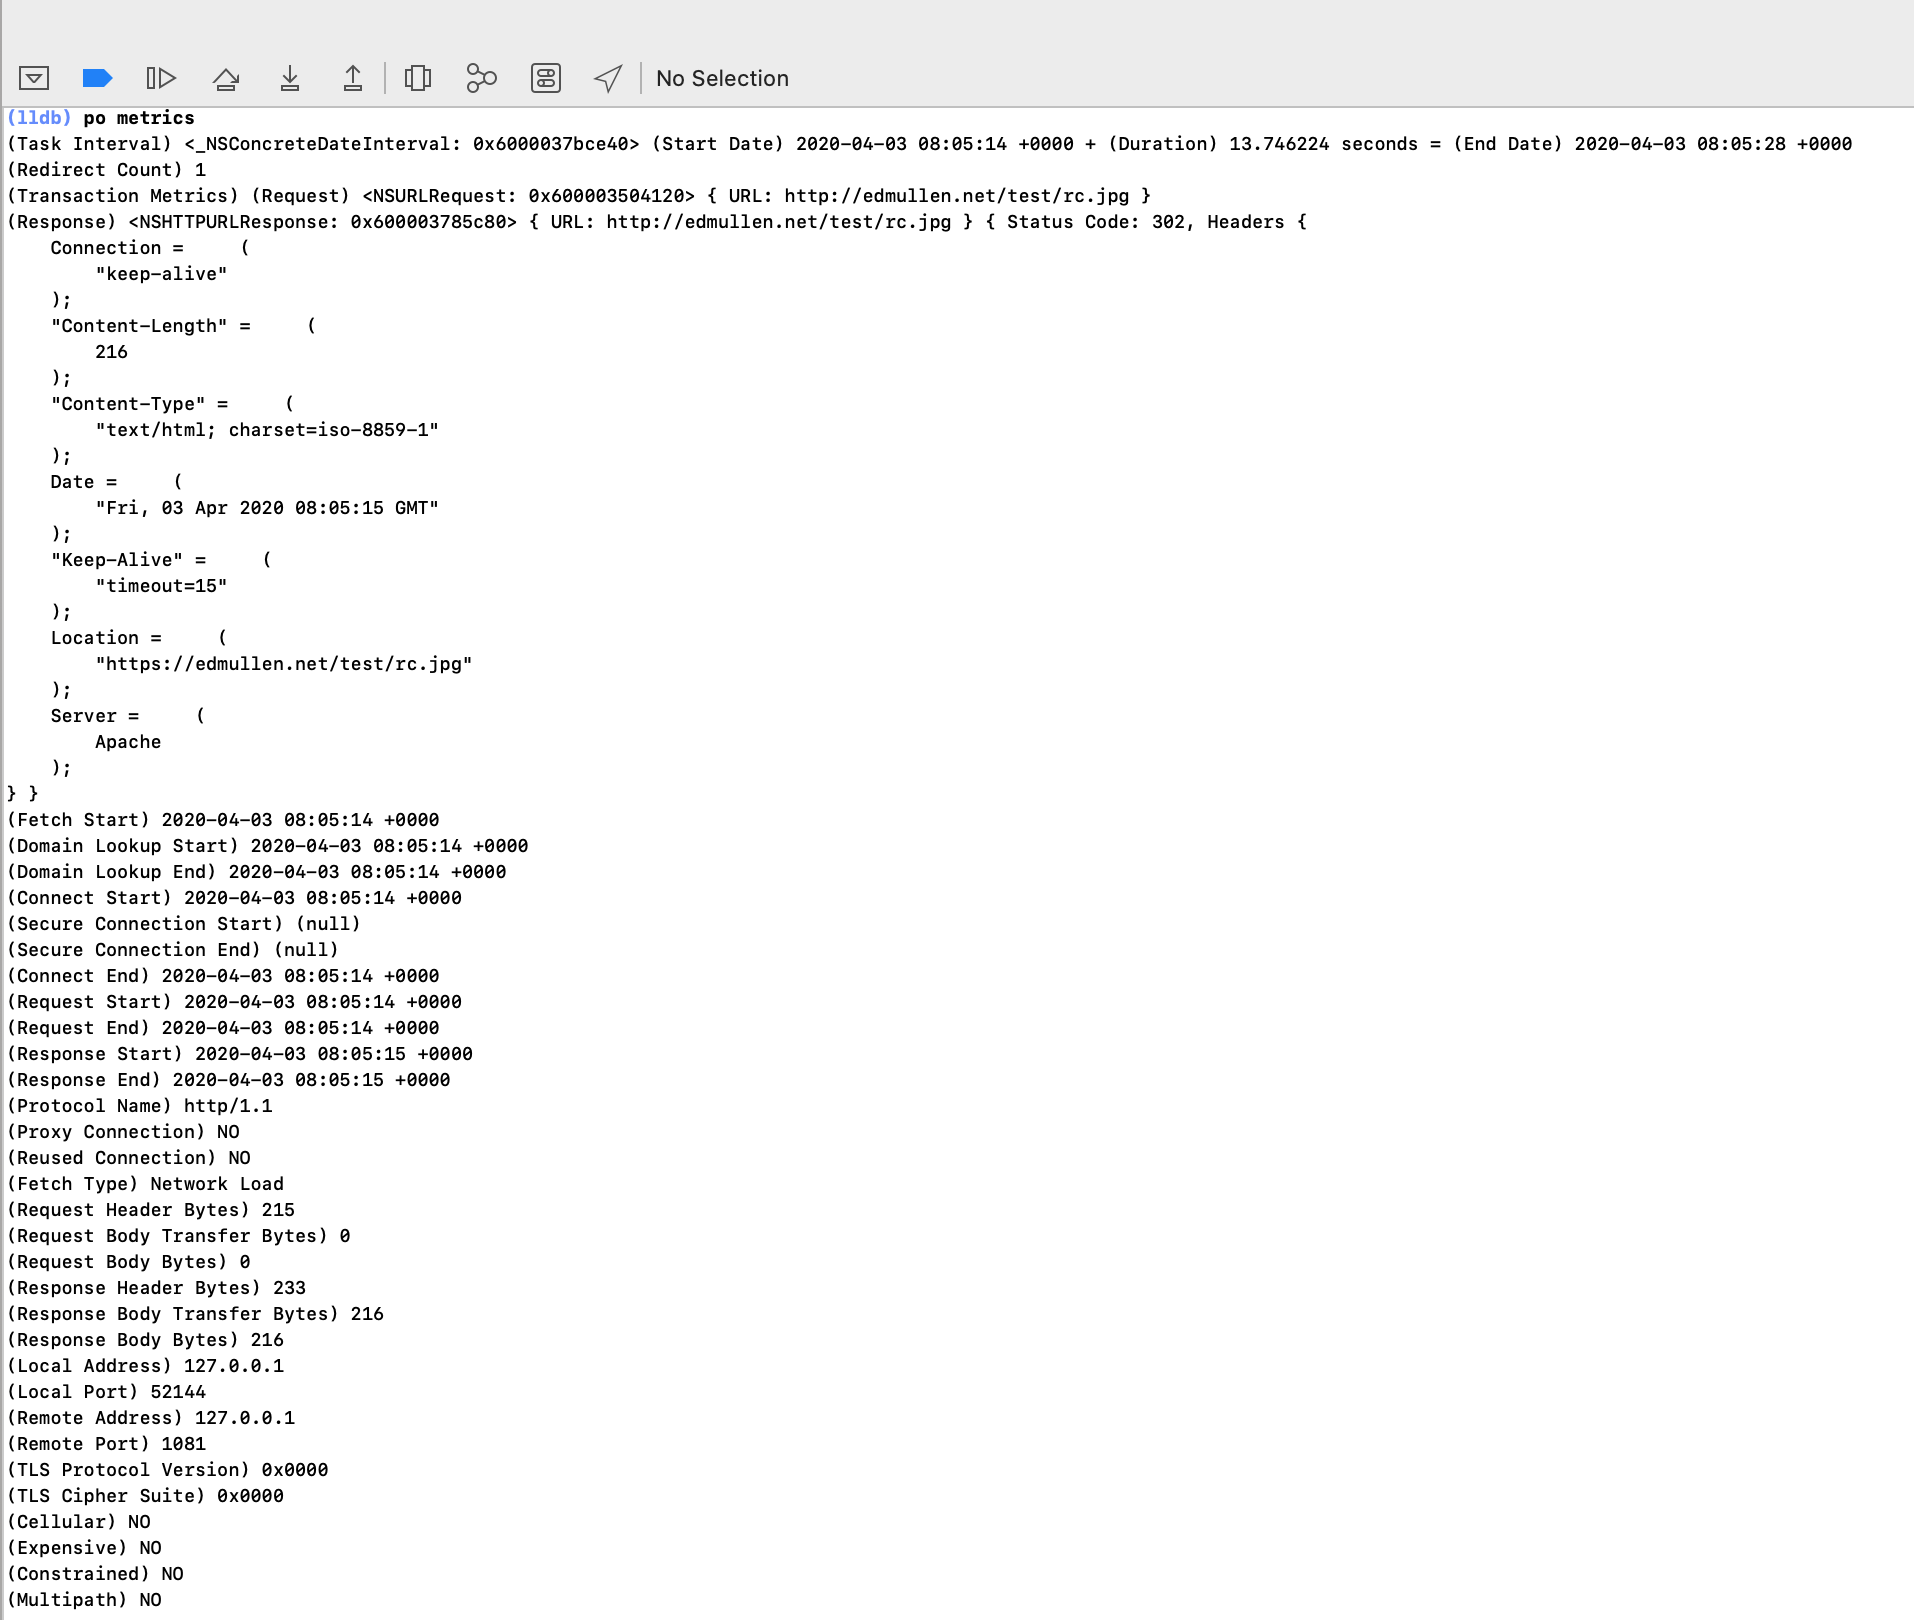 No Selection
(lldb) po metrics
(Task Interval) <_NSConcreteDateInterval: 0x6000037bce40> (Start Date) 2020-04-03 08:05:14 +0000 + (Duration) 13.746224 seconds = (End Date) 2020-04-03 08:05:28 +0000
(Redirect Count) 1
(Transaction Metrics) (Request) <NSURLRequest: 0x600003504120> { URL: http://edmullen.net/test/rc.jpg }
(Response) <NSHTTPURLResponse: 0x600003785c80> { URL: http://edmullen.net/test/rc.jpg } { Status Code: 302, Headers {
    Connection =     (
        "keep-alive"
    );
    "Content-Length" =     (
        216
    );
    "Content-Type" =     (
        "text/html; charset=iso-8859-1"
    );
    Date =     (
        "Fri, 03 Apr 2020 08:05:15 GMT"
    );
    "Keep-Alive" =     (
        "timeout=15"
    );
    Location =     (
        "https://edmullen.net/test/rc.jpg"
    );
    Server =     (
        Apache
    );
} }
(Fetch Start) 2020-04-03 08:05:14 +0000
(Domain Lookup Start) 2020-04-03 08:05:14 +0000
(Domain Lookup End) 2020-04-03 08:05:14 +0000
(Connect Start) 2020-04-03 08:05:14 +0000
(Secure Connection Start) (null)
(Secure Connection End) (null)
(Connect End) 2020-04-03 08:05:14 +0000
(Request Start) 2020-04-03 08:05:14 +0000
(Request End) 2020-04-03 08:05:14 +0000
(Response Start) 2020-04-03 08:05:15 +0000
(Response End) 2020-04-03 08:05:15 +0000
(Protocol Name) http/1.1
(Proxy Connection) NO
(Reused Connection) NO
(Fetch Type) Network Load
(Request Header Bytes) 215
(Request Body Transfer Bytes) 0
(Request Body Bytes) 0
(Response Header Bytes) 233
(Response Body Transfer Bytes) 216
(Response Body Bytes) 216
(Local Address) 127.0.0.1
(Local Port) 52144
(Remote Address) 127.0.0.1
(Remote Port) 1081
(TLS Protocol Version) 0x0000
(TLS Cipher Suite) 0x0000
(Cellular) NO
(Expensive) NO
(Constrained) NO
(Multipath) NO